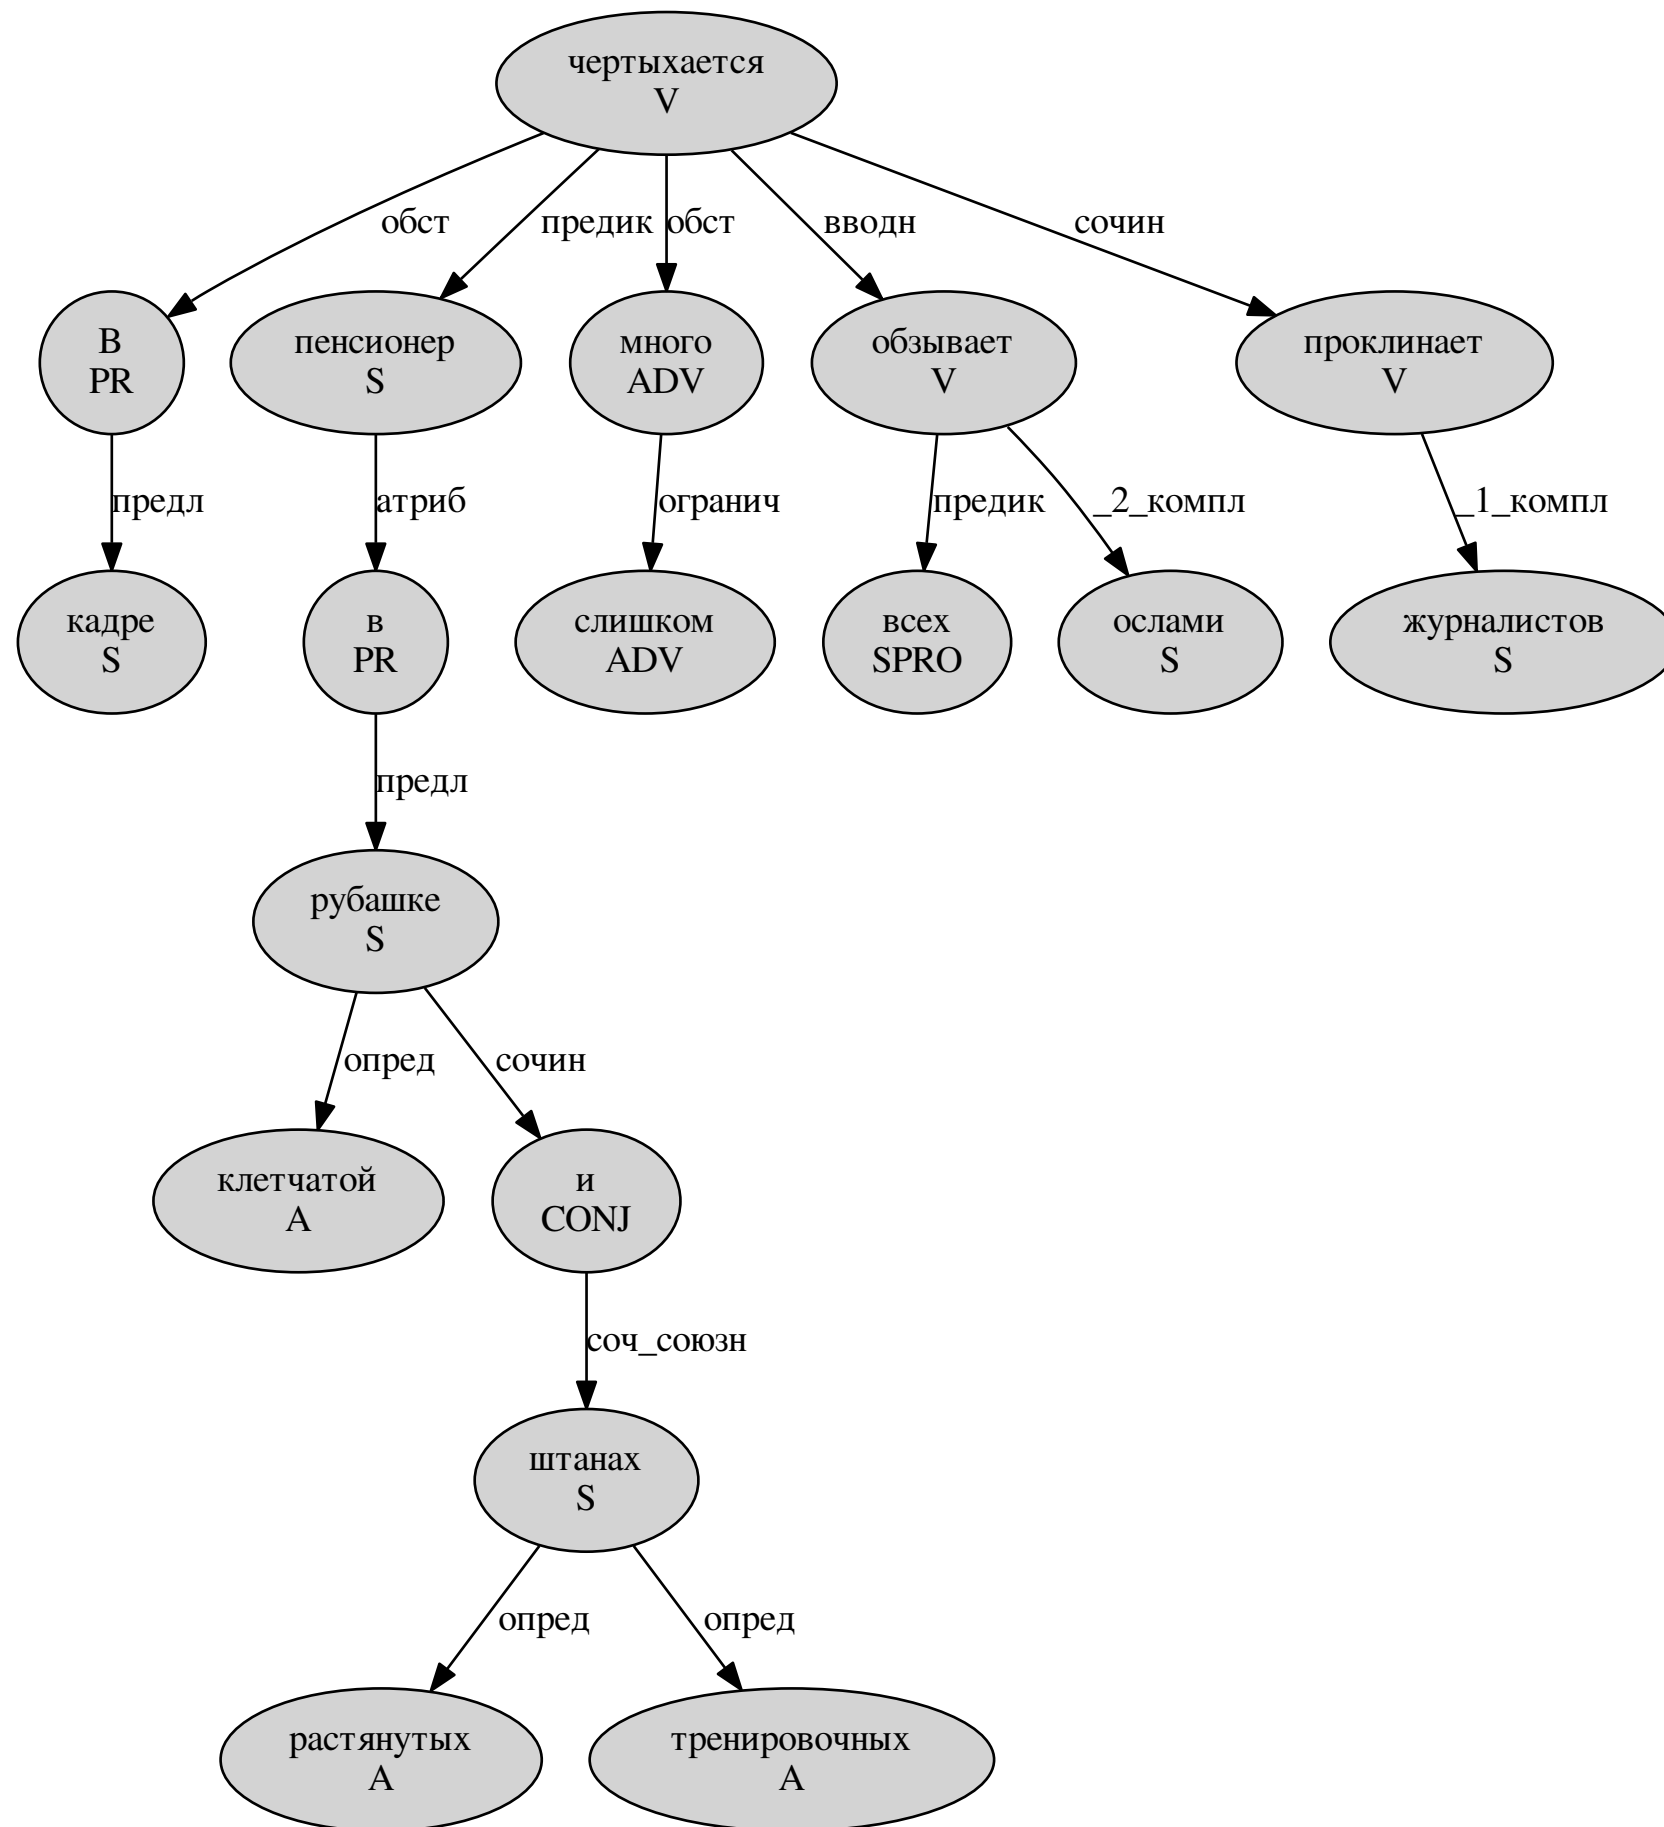 чертыхается
V
обст
предик
обст
вводн
сочин
В
PR
пенсионер
S
много
ADV
обзывает
V
проклинает
V
предл
атриб
огранич
предик
_2_компл
_1_компл
кадре
S
в
PR
слишком
ADV
всех
SPRO
ослами
S
журналистов
S
предл
рубашке
S
опред
сочин
клетчатой
A
и
CONJ
соч_союзн
штанах
S
опред
опред
растянутых
A
тренировочных
A